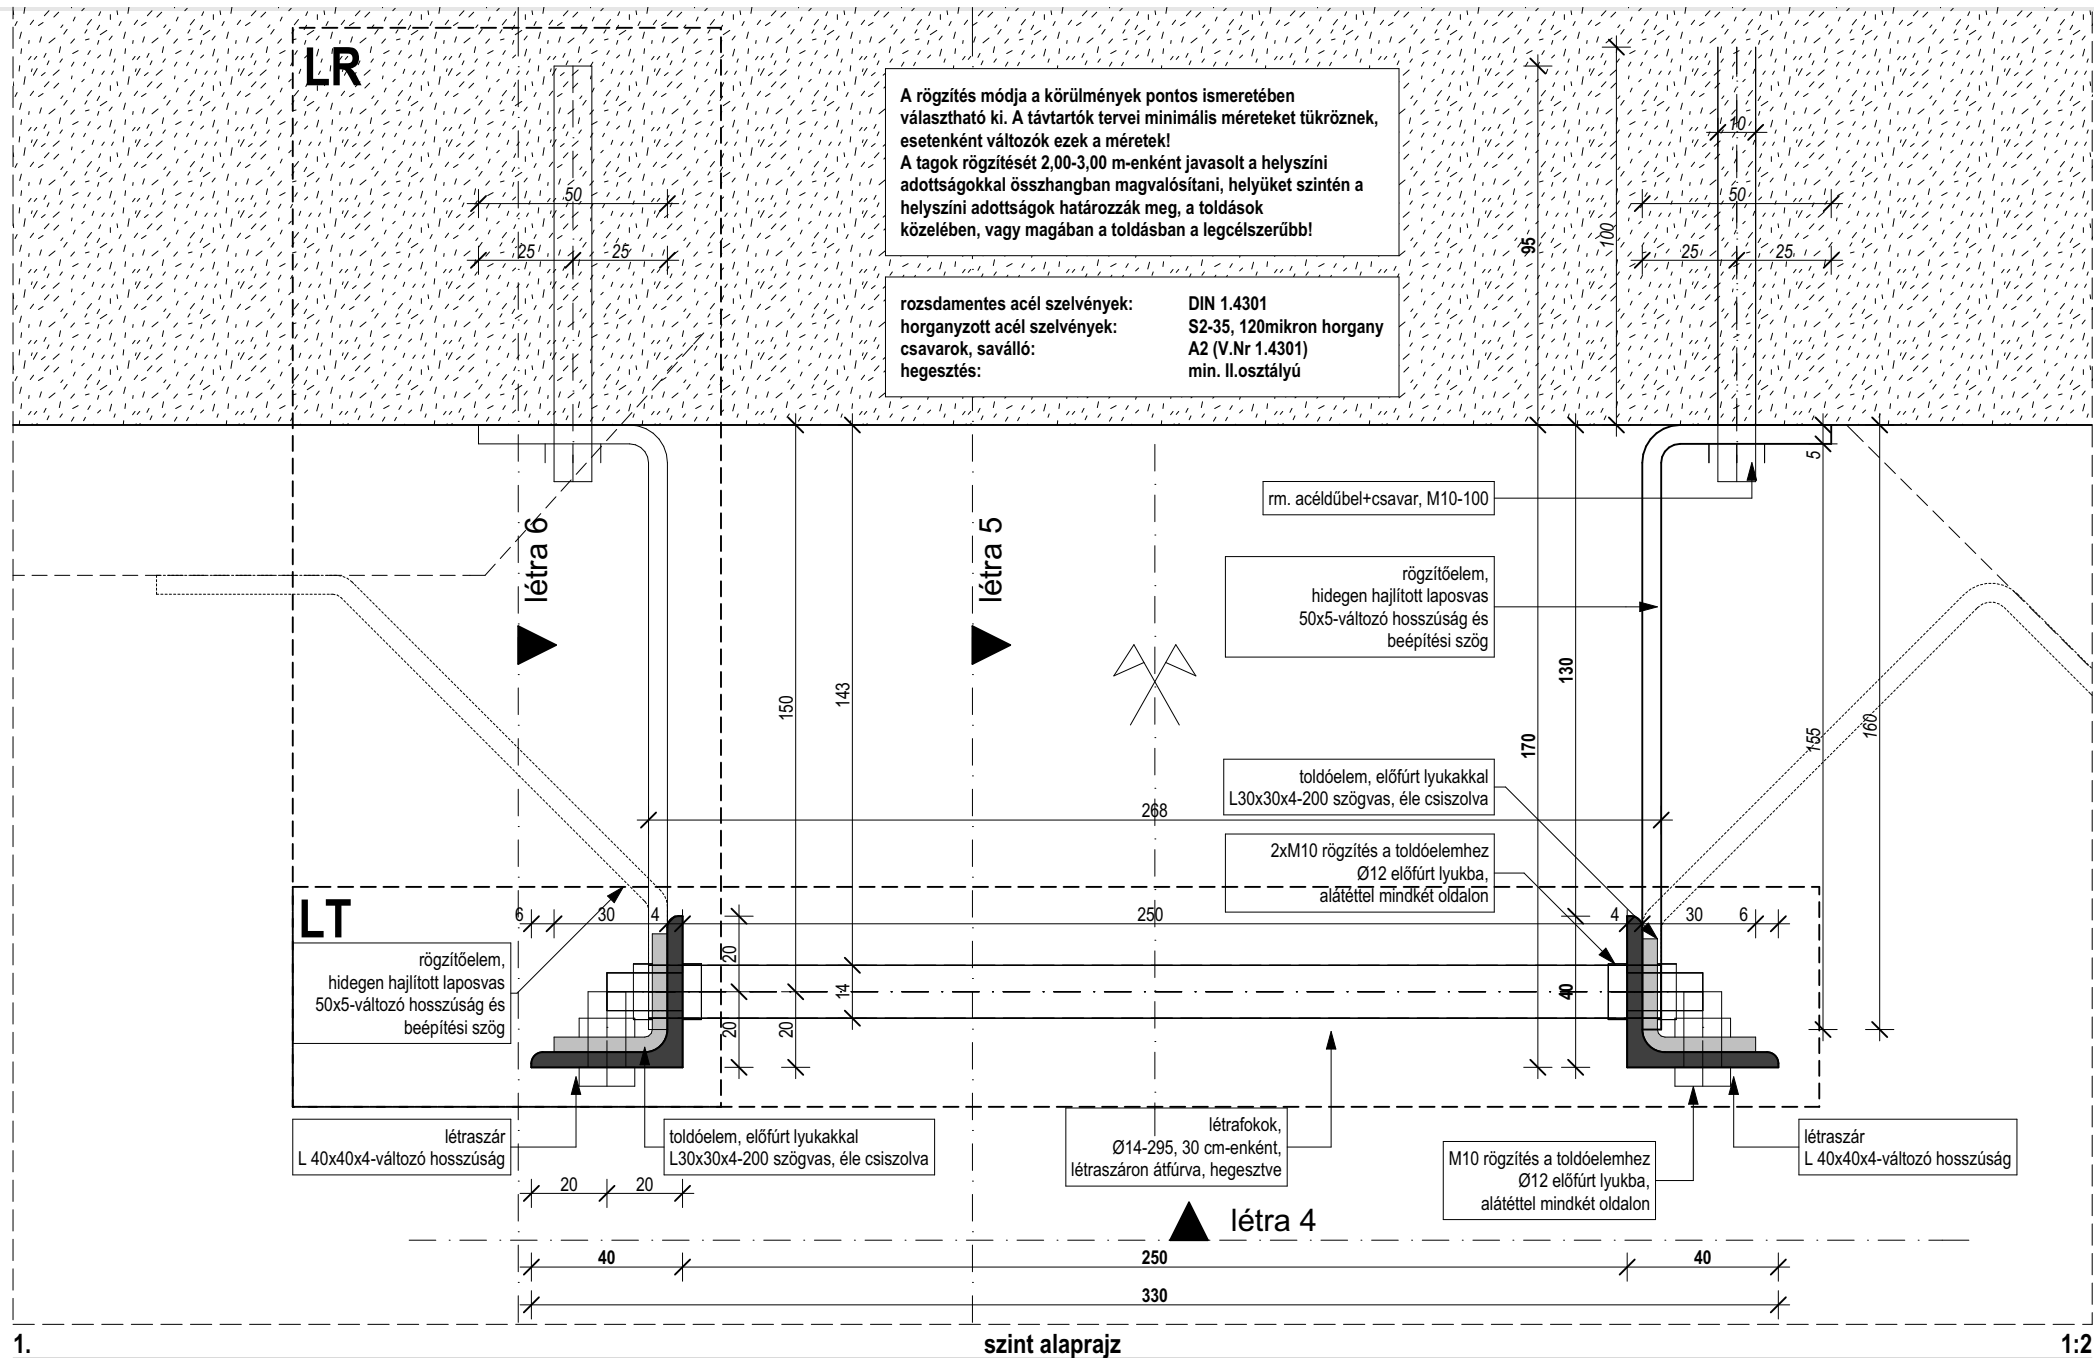 LR
A rögzítés módja a körülmények pontos ismeretében
választható ki. A távtartók tervei minimális méreteket tükröznek,
esetenként változók ezek a méretek!
A tagok rögzítését 2,00-3,00 m-enként javasolt a helyszíni
adottságokkal összhangban magvalósítani, helyüket szintén a
helyszíni adottságok határozzák meg, a toldások
közelében, vagy magában a toldásban a legcélszerűbb!
rozsdamentes acél szelvények: DIN 1.4301
horganyzott acél szelvények: S2-35, 120mikron horgany
csavarok, saválló: A2 (V.Nr 1.4301)
hegesztés: min. II.osztályú
50
25 25
95
100
10
50
25 25
5
rm. acéldűbel+csavar, M10-100
létra 6
létra 5
rögzítőelem,
hidegen hajlított laposvas
50x5-változó hosszúság és
beépítési szög
150
143
130
170
155
160
toldóelem, előfúrt lyukakkal
L30x30x4-200 szögvas, éle csiszolva
268
2xM10 rögzítés a toldóelemhez
Ø12 előfúrt lyukba,
alátéttel mindkét oldalon
LT
6 30 4 250 4 30 6
rögzítőelem,
hidegen hajlított laposvas
50x5-változó hosszúság és
beépítési szög
20
20
20
14
40
létraszár
L 40x40x4-változó hosszúság
toldóelem, előfúrt lyukakkal
L30x30x4-200 szögvas, éle csiszolva
létrafokok,
Ø14-295, 30 cm-enként,
létraszáron átfúrva, hegesztve
M10 rögzítés a toldóelemhez
Ø12 előfúrt lyukba,
alátéttel mindkét oldalon
létraszár
L 40x40x4-változó hosszúság
20 20
létra 4
40 250 40
330
1. szint alaprajz 1:2